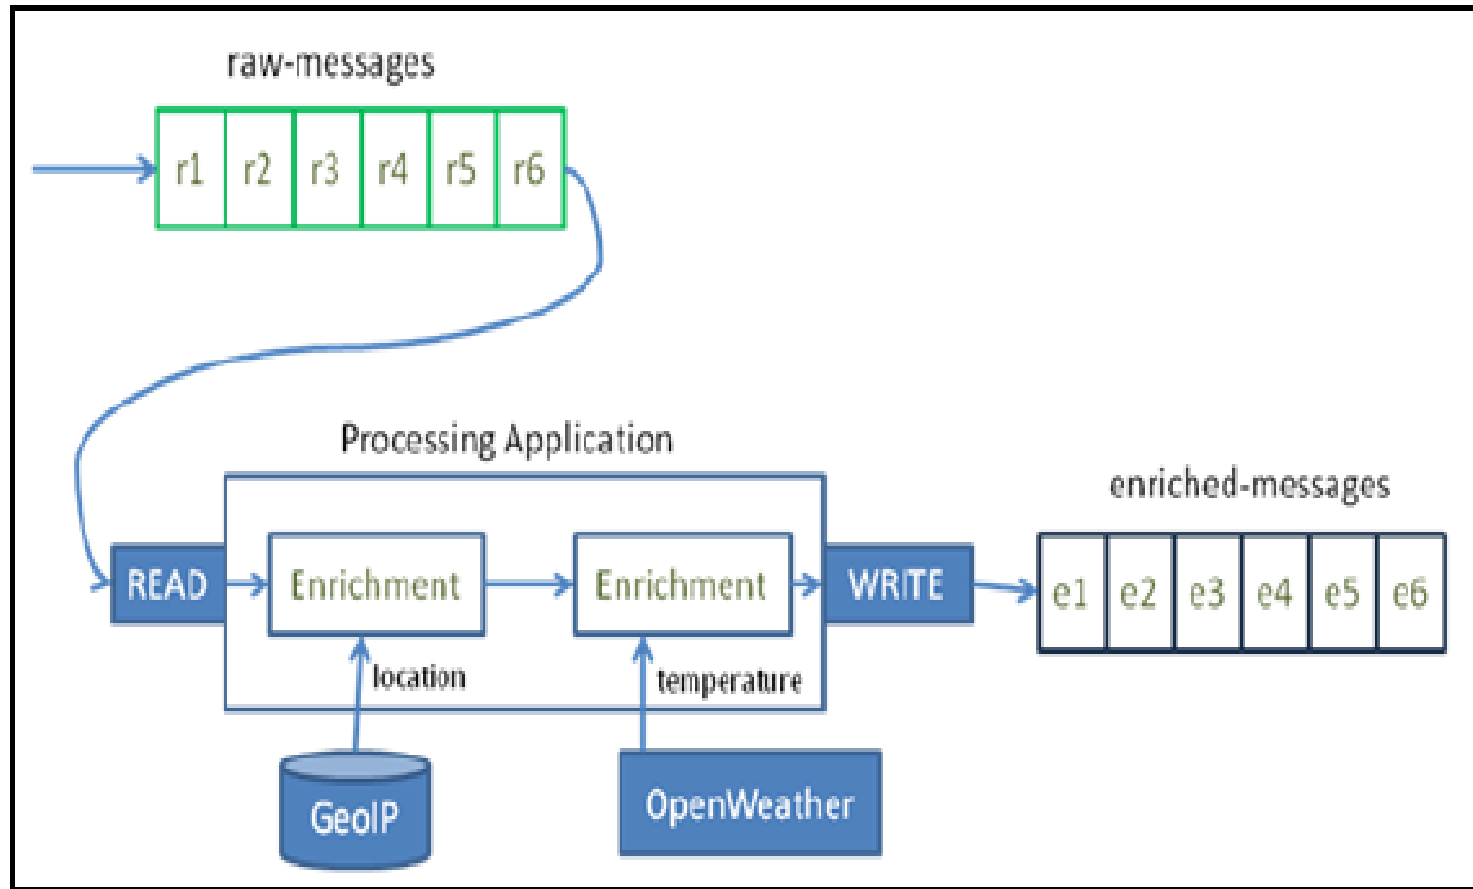 raw-messages
r1 r2 r3 r4 r5 r6
Processing Application
enriched-messages
READ Enrichment Enrichment WRITE e1 e2 e3 e4 e5 e6
location temperature
GeoIP OpenWeather